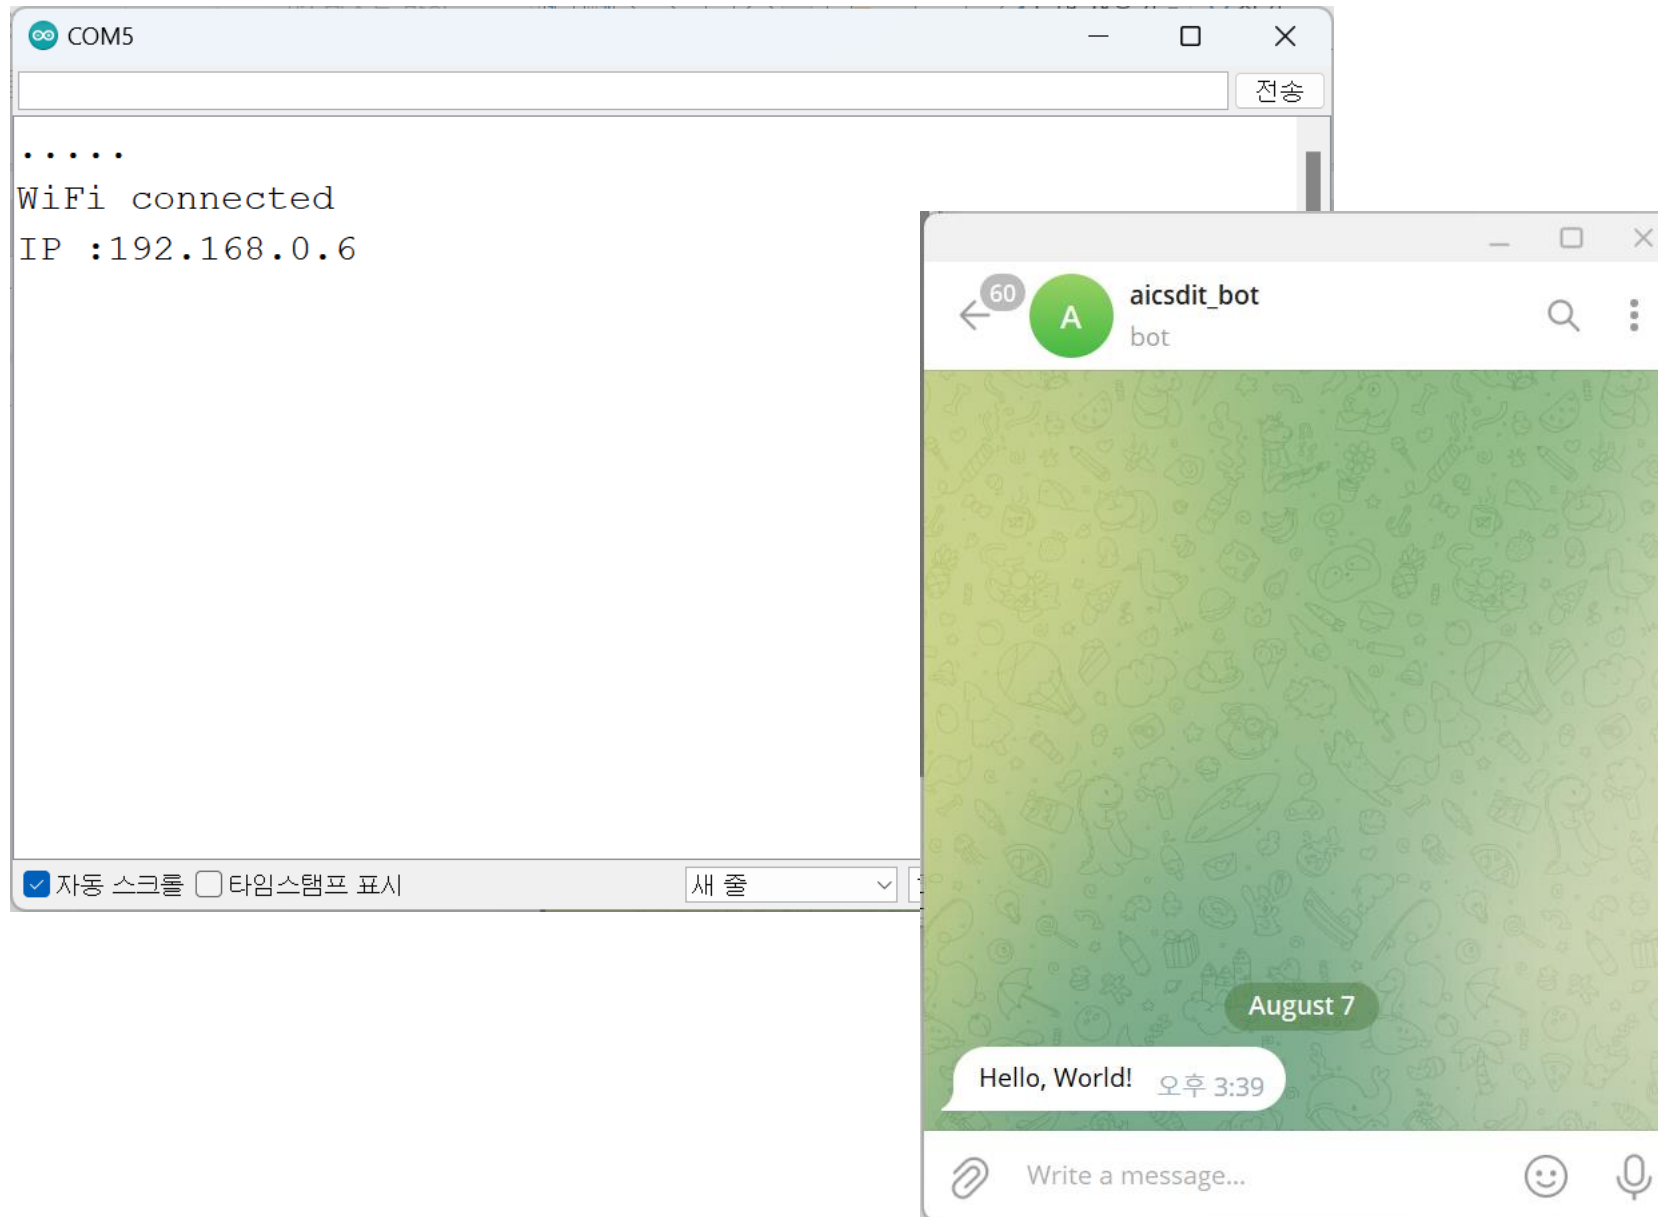 COM5
전송
.....
WiFi connected
IP :192.168.0.6
자동 스크롤
타임스탬프 표시
새 줄
60
A
aicsdit_bot
bot
August 7
Hello, World!
오후 3:39
Write a message...